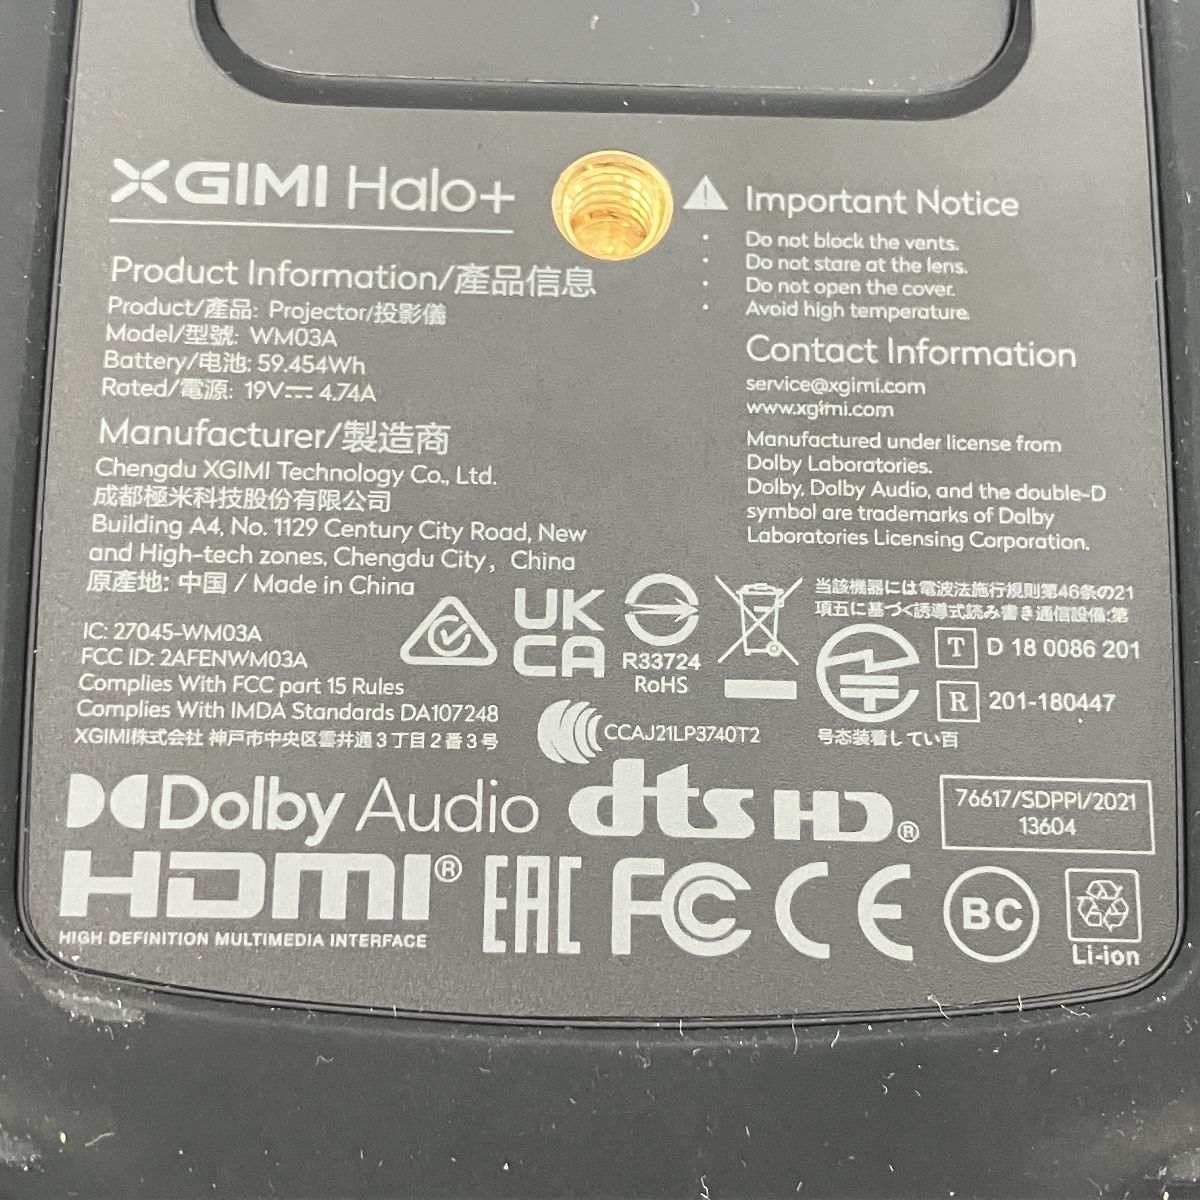 XGIMI Halo+
Product Information/產品信息
Product/產品: Projector/投影儀
Model/型號: WM03A
Battery/电池: 59.454Wh
Rated/電源: 19V⎓ 4.74A
Manufacturer/製造商
Chengdu XGIMI Technology Co., Ltd.
成都極米科技股份有限公司
Building A4, No. 1129 Century City Road, New
and High-tech zones, Chengdu City, China
原產地: 中国 / Made in China
IC: 27045-WM03A
FCC ID: 2AFENWM03A
Complies With FCC part 15 Rules
Complies With IMDA Standards DA107248
XGIMI株式会社 神戸市中央区雲井通3丁目2番3号
Important Notice
· Do not block the vents.
· Do not stare at the lens.
· Do not open the cover.
· Avoid high temperature.
Contact Information
service@xgimi.com
www.xgimi.com
Manufactured under license from
Dolby Laboratories.
Dolby, Dolby Audio, and the double-D
symbol are trademarks of Dolby
Laboratories Licensing Corporation.
UK
CA
R33724
RoHS
当該機器には電波法施行規則第46条の21
項五に基づく誘導式読み書き通信設備:第
T D 18 0086 201
R 201-180447
号态装着してい百
CCAJ21LP3740T2
Dolby Audio
dts HD®
76617/SDPPI/2021
13604
HDMI®
HIGH DEFINITION MULTIMEDIA INTERFACE
EAC
FC
CE
BC
Li-ion